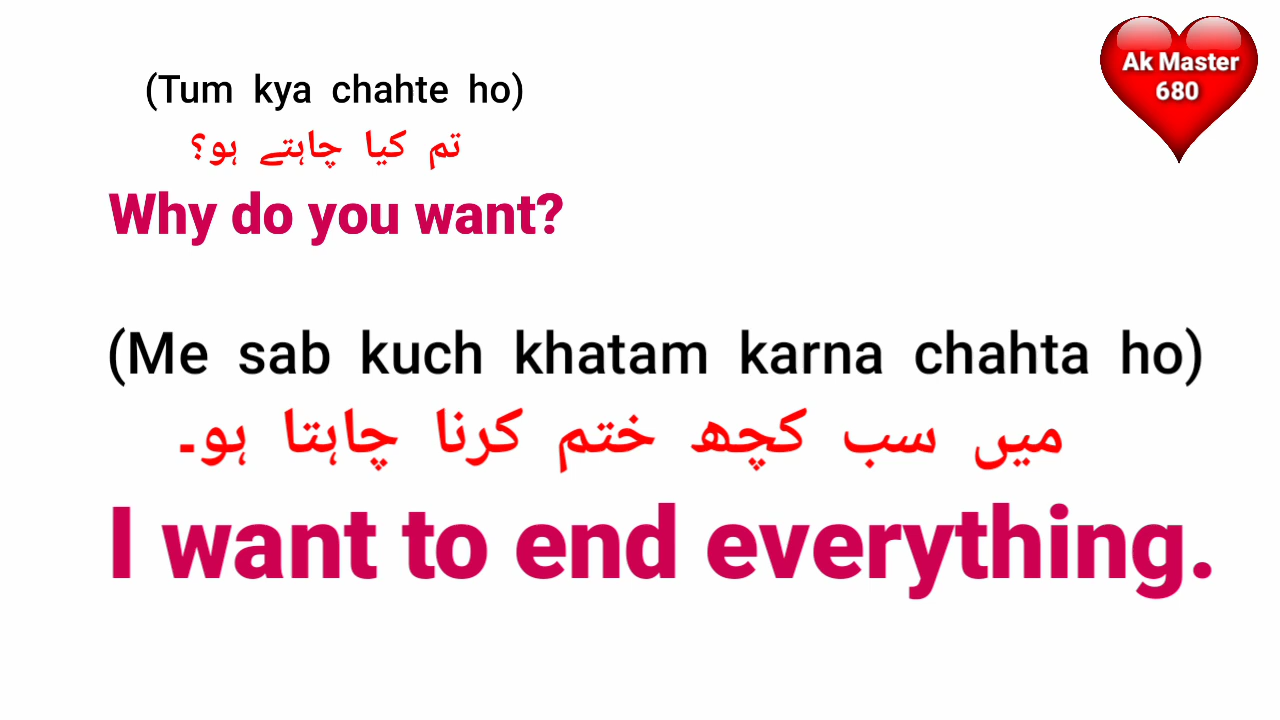 (Tum kya chahte ho)
تم کیا چاہتے ہو؟
Why do you want?
(Me sab kuch khatam karna chahta ho)
میں سب کچھ ختم کرنا چاہتا ہو۔
I want to end everything.
Ak Master
680